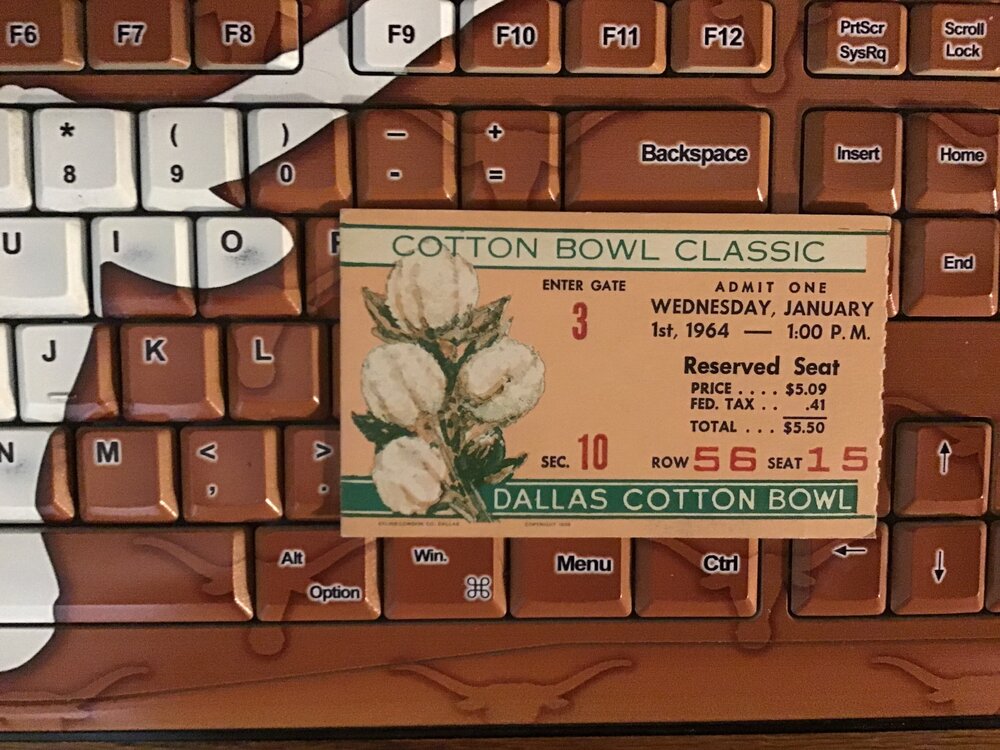 F6 F7 F8 F9 F10 F11 F12 PrtScr SysRq Scroll Lock
* 8 ( 9 ) 0 — - + = Backspace Insert Home
U I O End
J K L
N M < , > .
Alt Option Win. ⌘ Menu Ctrl ← ↑ ↓
COTTON BOWL CLASSIC
ENTER GATE
3
ADMIT ONE
WEDNESDAY, JANUARY
1st, 1964 — 1:00 P.M.
Reserved Seat
PRICE .... $5.09
FED. TAX .. .41
TOTAL ... $5.50
SEC. 10 ROW 56 SEAT 15
DALLAS COTTON BOWL